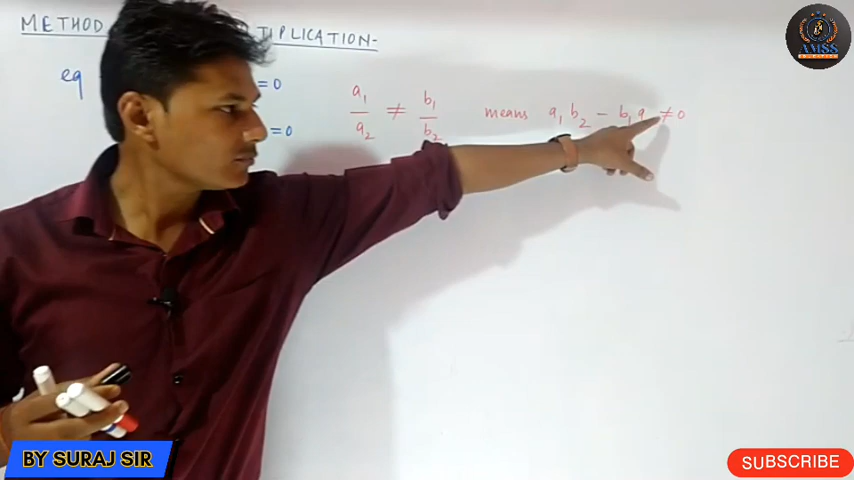 METHOD TIPLICATION-
eq = 0
= 0
a₁/a₂ ≠ b₁/b₂ means a₁ b₂ - b₁ a ≠ 0
AMSS
EDUCATION
BY SURAJ SIR
SUBSCRIBE